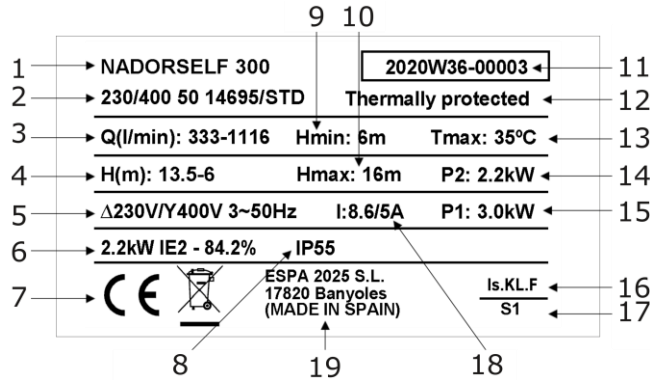 9 10
1 NADORSELF 300 2020W36-00003 11
2 230/400 50 14695/STD Thermally protected 12
3 Q(l/min): 333-1116 Hmin: 6m Tmax: 35ºC 13
4 H(m): 13.5-6 Hmax: 16m P2: 2.2kW 14
5 Δ230V/Y400V 3~50Hz I:8.6/5A P1: 3.0kW 15
6 2.2kW IE2 - 84.2% IP55
7 CE ESPA 2025 S.L.
17820 Banyoles
(MADE IN SPAIN)
Is.KL.F 16
S1 17
8 19 18